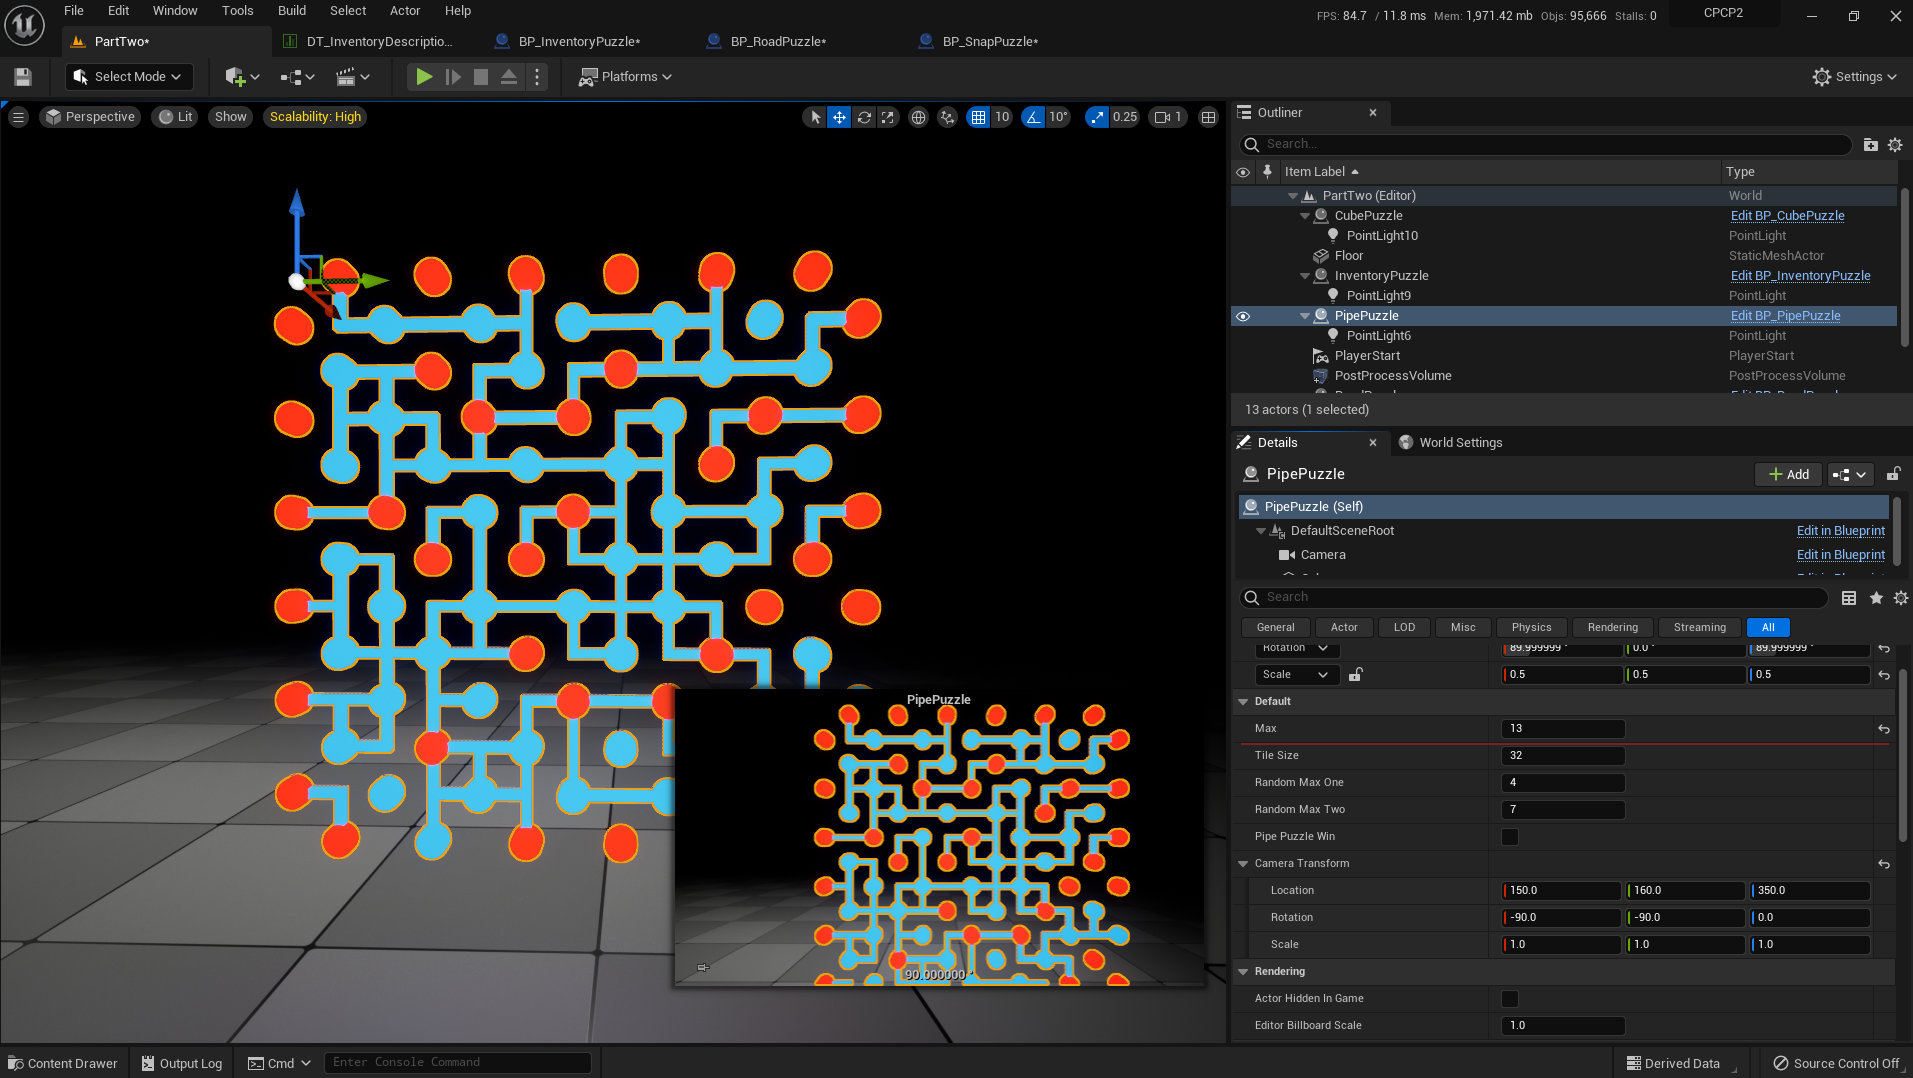 File Edit Window Tools Build Select Actor Help
FPS: 84.7 / 11.8 ms Mem: 1,971.42 mb Objs: 95,666 Stalls: 0
CPCP2
PartTwo*
DT_InventoryDescriptio...
BP_InventoryPuzzle*
BP_RoadPuzzle*
BP_SnapPuzzle*
Select Mode
Platforms
Settings
Perspective
Lit
Show
Scalability: High
10
10°
0.25
1
Outliner
Search...
Item Label
Type
PartTwo (Editor)
World
CubePuzzle
Edit BP_CubePuzzle
PointLight10
PointLight
Floor
StaticMeshActor
InventoryPuzzle
Edit BP_InventoryPuzzle
PointLight9
PointLight
PipePuzzle
Edit BP_PipePuzzle
PointLight6
PointLight
PlayerStart
PlayerStart
PostProcessVolume
PostProcessVolume
13 actors (1 selected)
Details
World Settings
PipePuzzle
Add
PipePuzzle (Self)
DefaultSceneRoot
Edit in Blueprint
Camera
Edit in Blueprint
Search
General Actor LOD Misc Physics Rendering Streaming All
Rotation 89.999999 ° 0.0 ° 89.999999 °
Scale 0.5 0.5 0.5
Default
Max 13
Tile Size 32
Random Max One 4
Random Max Two 7
Pipe Puzzle Win
Camera Transform
Location 150.0 160.0 350.0
Rotation -90.0 -90.0 0.0
Scale 1.0 1.0 1.0
Rendering
Actor Hidden In Game
Editor Billboard Scale 1.0
PipePuzzle
90.000000°
Content Drawer
Output Log
Cmd
Enter Console Command
Derived Data
Source Control Off